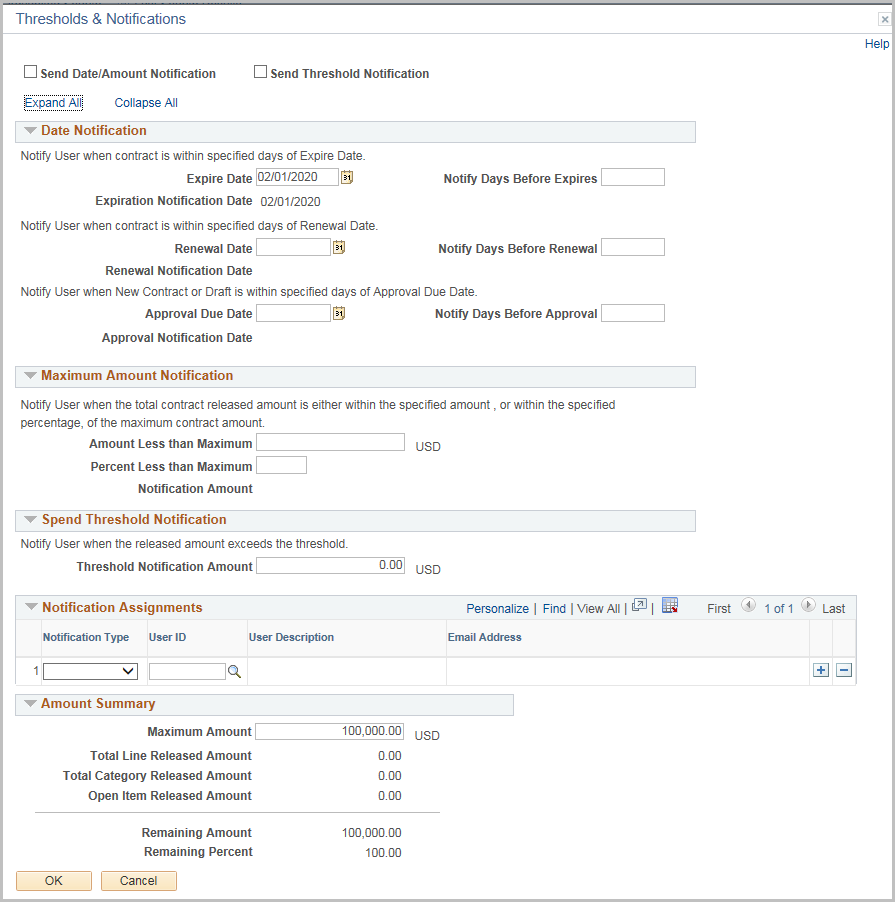 Thresholds & Notifications
Help
Send Date/Amount Notification Send Threshold Notification
Expand All Collapse All
Date Notification
Notify User when contract is within specified days of Expire Date.
Expire Date 02/01/2020 31 Notify Days Before Expires
Expiration Notification Date 02/01/2020
Notify User when contract is within specified days of Renewal Date.
Renewal Date 31 Notify Days Before Renewal
Renewal Notification Date
Notify User when New Contract or Draft is within specified days of Approval Due Date.
Approval Due Date 31 Notify Days Before Approval
Approval Notification Date
Maximum Amount Notification
Notify User when the total contract released amount is either within the specified amount , or within the specified
percentage, of the maximum contract amount.
Amount Less than Maximum USD
Percent Less than Maximum
Notification Amount
Spend Threshold Notification
Notify User when the released amount exceeds the threshold.
Threshold Notification Amount 0.00 USD
Notification Assignments Personalize | Find | View All | | First 1 of 1 Last
Notification Type User ID User Description Email Address
1
Amount Summary
Maximum Amount 100,000.00 USD
Total Line Released Amount 0.00
Total Category Released Amount 0.00
Open Item Released Amount 0.00
Remaining Amount 100,000.00
Remaining Percent 100.00
OK Cancel